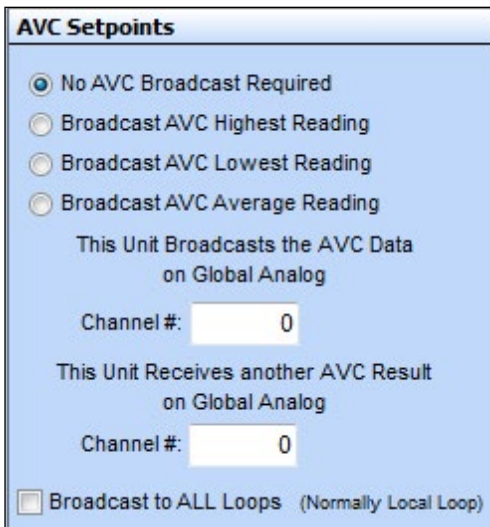 AVC Setpoints
No AVC Broadcast Required
Broadcast AVC Highest Reading
Broadcast AVC Lowest Reading
Broadcast AVC Average Reading
This Unit Broadcasts the AVC Data
on Global Analog
Channel #: 0
This Unit Receives another AVC Result
on Global Analog
Channel #: 0
Broadcast to ALL Loops (Normally Local Loop)